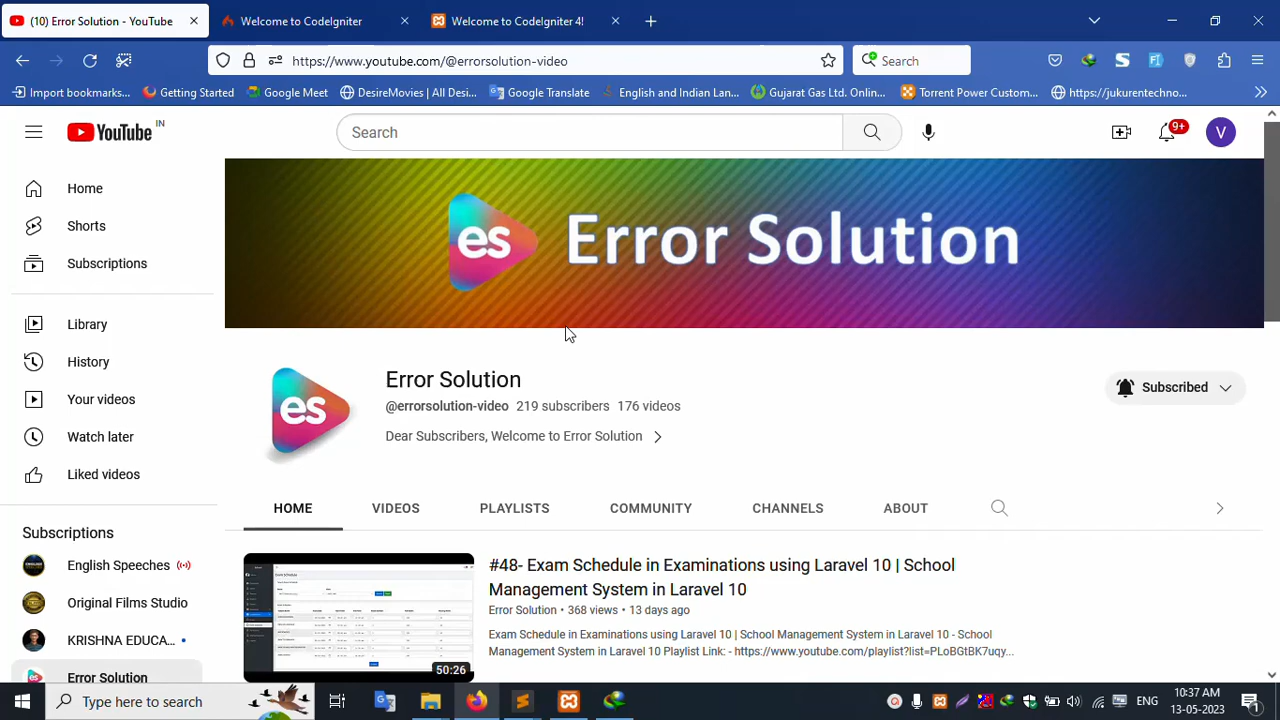 (10) Error Solution - YouTube
Welcome to CodeIgniter
Welcome to CodeIgniter 4!
https://www.youtube.com/@errorsolution-video
Search
Import bookmarks...
Getting Started
Google Meet
DesireMovies | All Desi...
Google Translate
English and Indian Lan...
Gujarat Gas Ltd. Onlin...
Torrent Power Custom...
https://jukurentechno...
YouTube IN
Search
9+
V
Home
Shorts
Subscriptions
Library
History
Your videos
Watch later
Liked videos
Subscriptions
English Speeches
Orignal Films Studio
KRISHNA EDUCA...
Error Solution
es Error Solution
es
Error Solution
@errorsolution-video 219 subscribers 176 videos
Dear Subscribers, Welcome to Error Solution
Subscribed
HOME VIDEOS PLAYLISTS COMMUNITY CHANNELS ABOUT
50:26
#48- Exam Schedule in Examinations using Laravel 10 | School
Management System in Laravel 10
Error Solution • 368 views • 13 days ago
Exam Schedule in Examinations using Laravel 10 - School Management System in Laravel 10 - School
Management System in Laravel 10 Playlist Link: - https://www.youtube.com/playlist?list=PLoBGtBK7uqy...
Type here to search
ENG
10:37 AM
13-05-2023
1